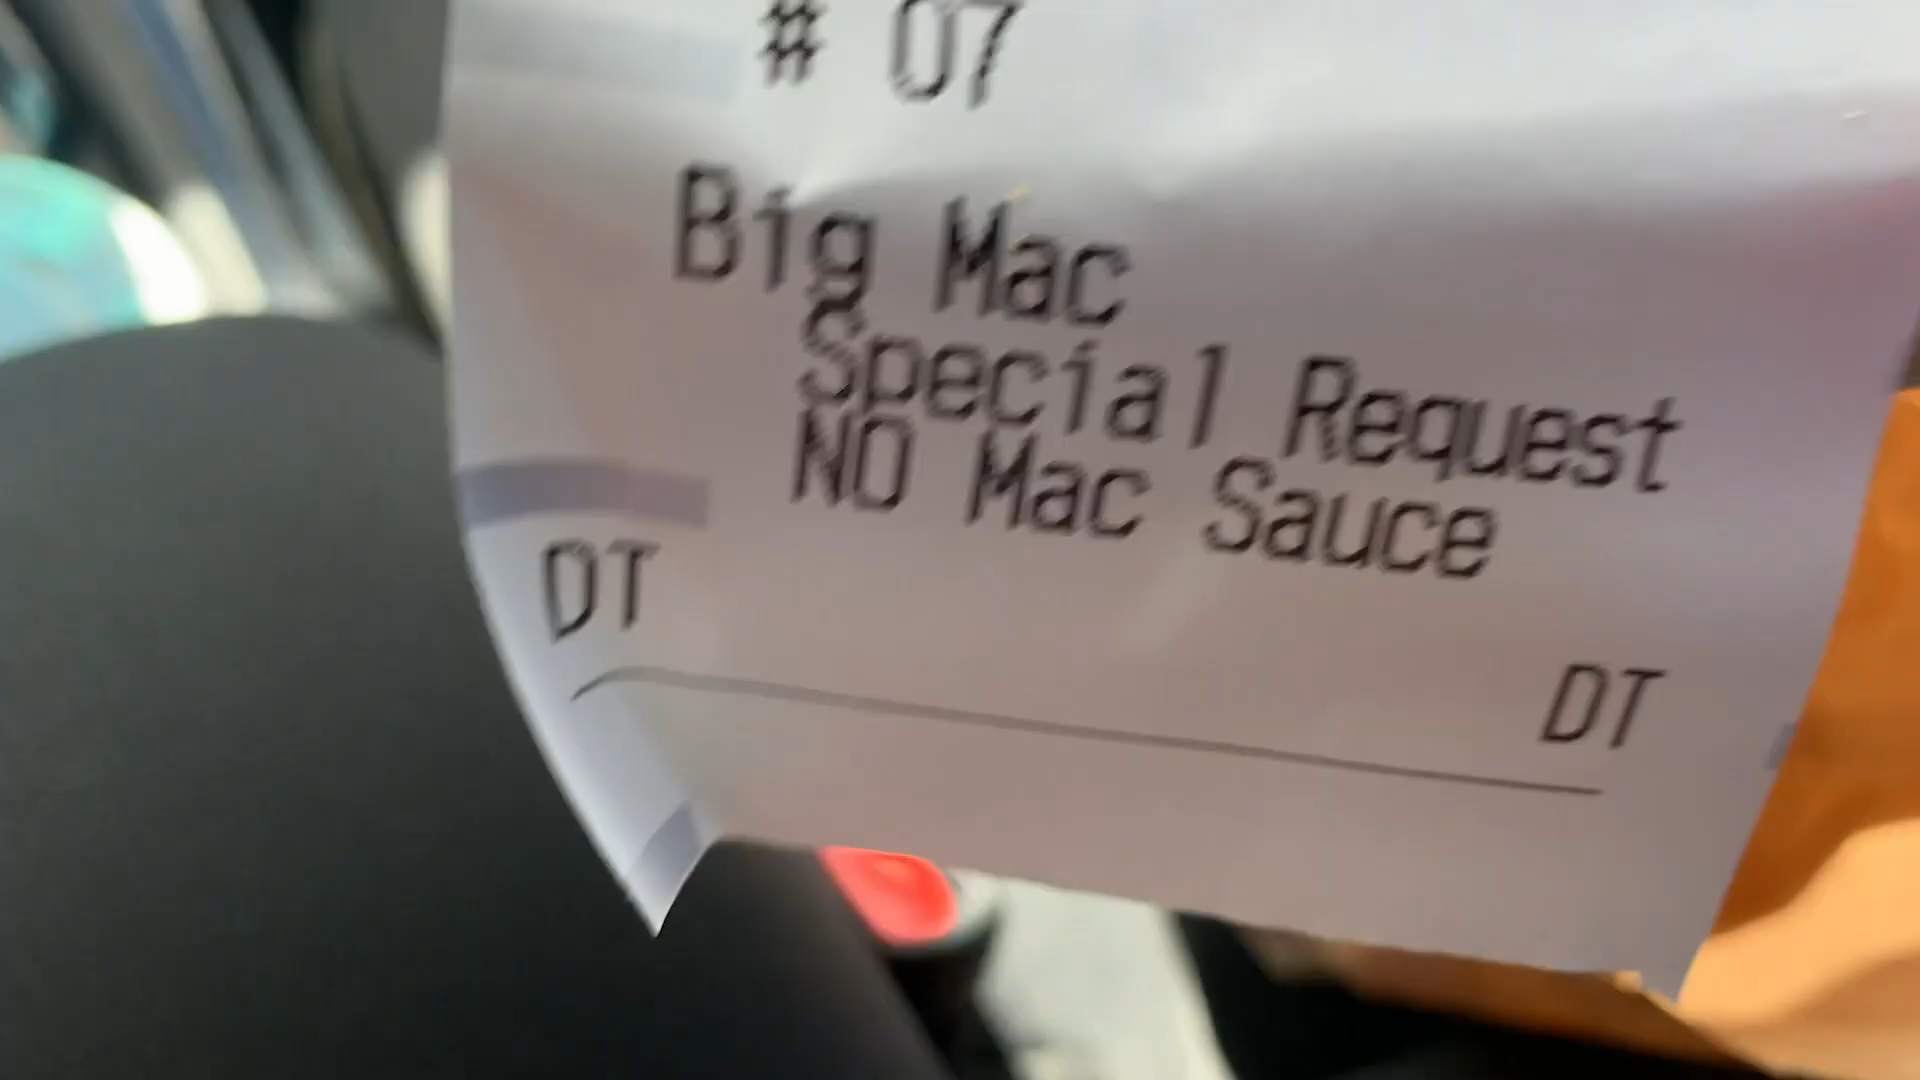 # 07
Big Mac
Special Request
NO Mac Sauce
DT
DT